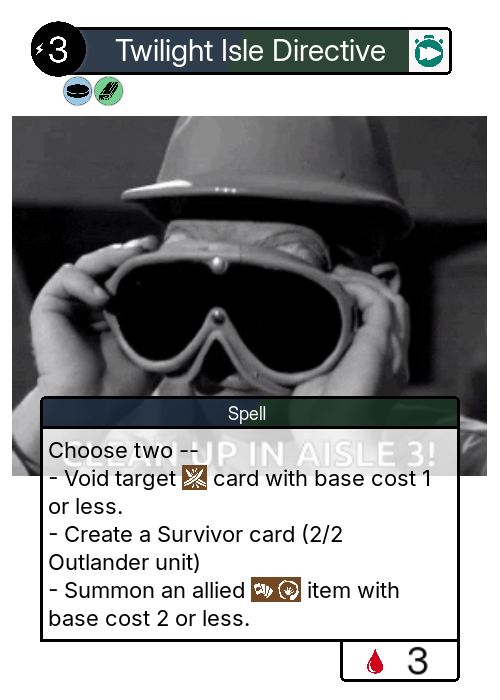 3
Twilight Isle Directive
CLEAN UP IN AISLE 3!
Spell
Choose two --
- Void target card with base cost 1
or less.
- Create a Survivor card (2/2
Outlander unit)
- Summon an allied item with
base cost 2 or less.
3